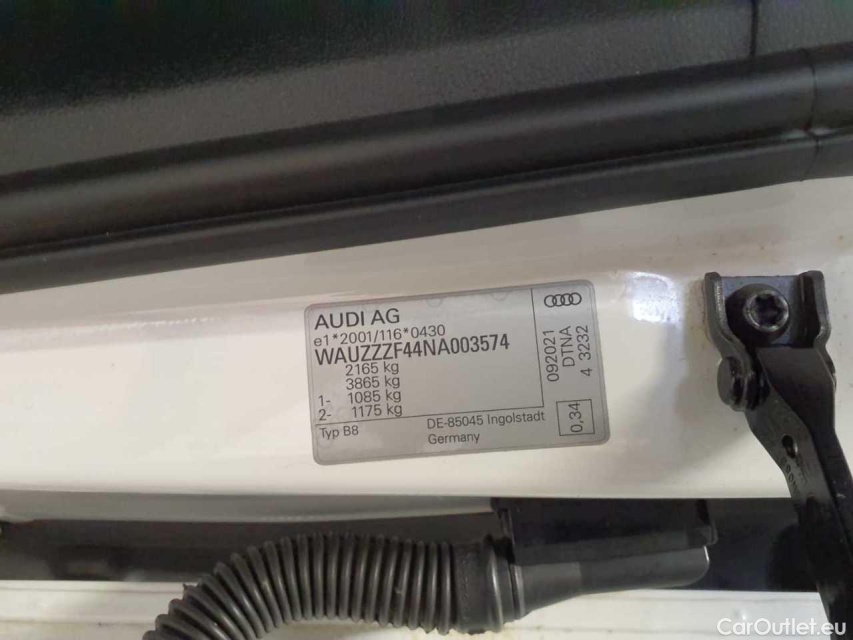 AUDI AG
e1*2001/116*0430
WAUZZZF44NA003574
2165 kg
3865 kg
1- 1085 kg
2- 1175 kg
Typ B8
DE-85045 Ingolstadt
Germany
092021
DTNA
4 3232
0,34
CarOutlet.eu